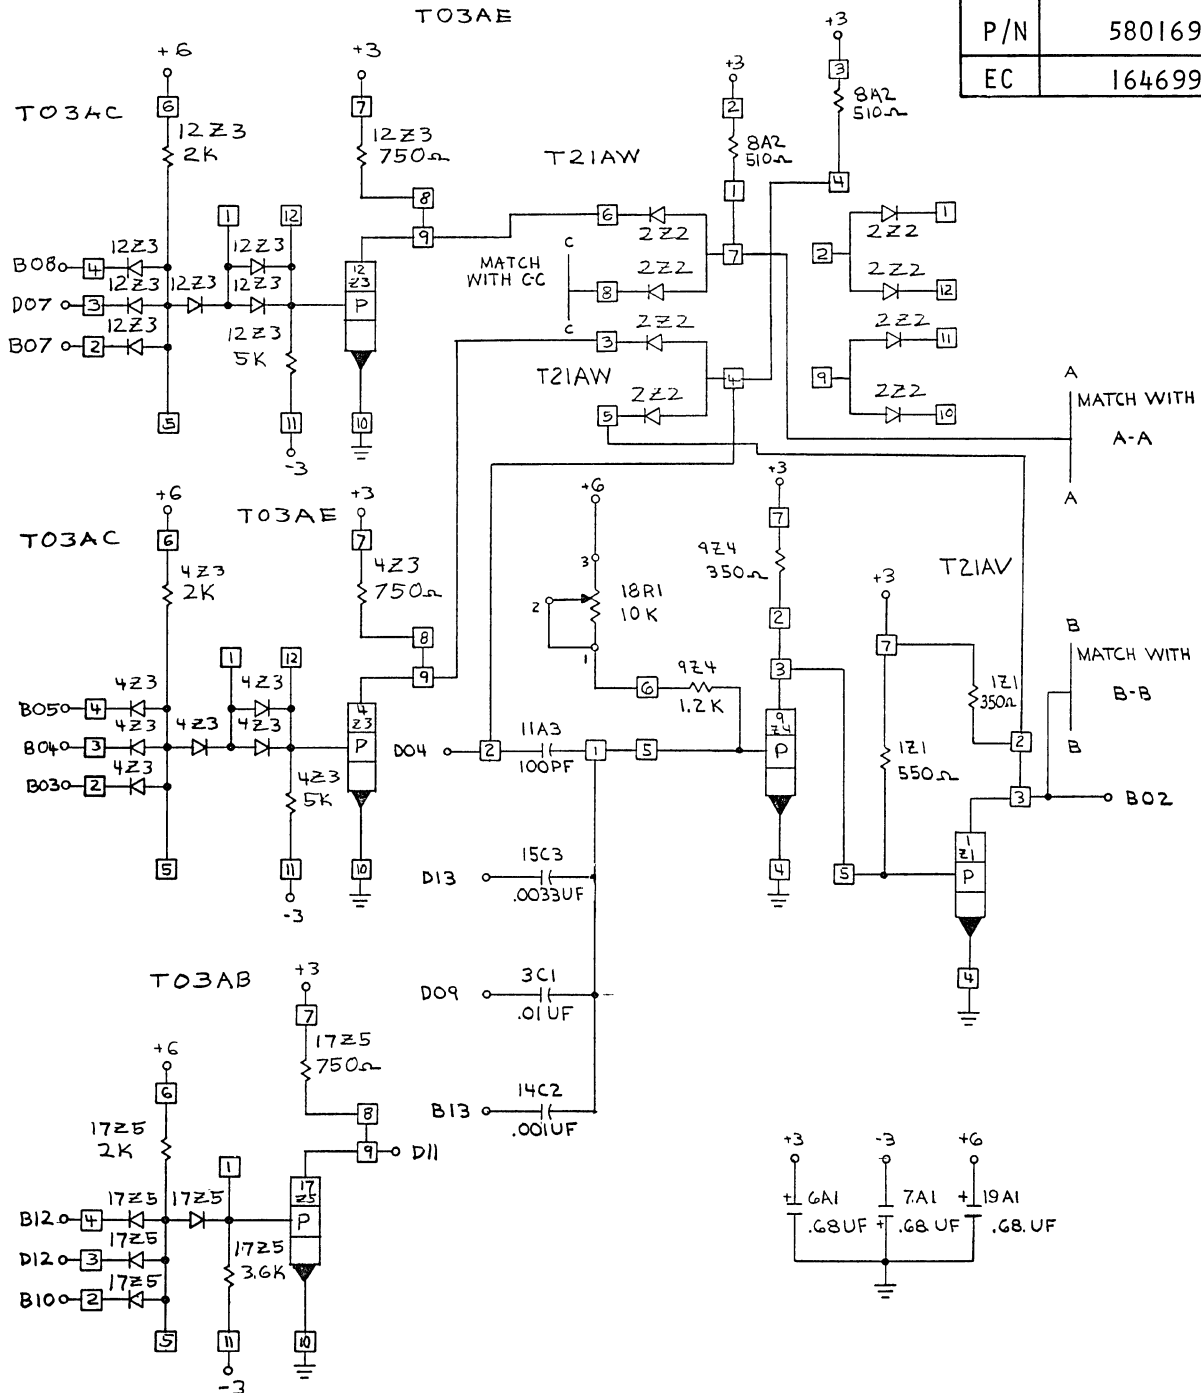 T03AE
P/N 580169
EC 164699
+6
+3
+3
+3
6
7
2
3
T03AC
12Z3
2K
12Z3
750Ω
T21AW
8A2
510Ω
8A2
510Ω
1
12
8
9
6
2Z2
1
4
7
2
2Z2
1
B08
4
12Z3
12Z3
D07
3
12Z3
12Z3
12Z3
B07
2
12Z3
12Z3
5K
12
Z3
P
C
MATCH
WITH C-C
C
8
2Z2
2Z2
12
3
2Z2
T21AW
4
9
2Z2
11
5
2Z2
2Z2
10
5
11
-3
10
A
MATCH WITH
A-A
A
+6
T03AE
+3
+6
+3
T03AC
6
7
7
4Z3
2K
4Z3
750Ω
3
2
18R1
10K
1
9Z4
350Ω
2
T21AV
+3
7
B
MATCH WITH
B-B
B
1
12
8
9
6
9Z4
1.2K
3
1Z1
350Ω
2
B05
4
4Z3
4Z3
B04
3
4Z3
4Z3
4Z3
B03
2
4Z3
4Z3
5K
4
Z3
P
D04
2
11A3
100PF
1
5
9
Z4
P
1Z1
550Ω
3
B02
5
11
-3
10
D13
15C3
.0033UF
4
5
1
Z1
P
4
T03AB
+3
7
D09
3C1
.01UF
+6
6
17Z5
750Ω
17Z5
2K
8
9
D11
B13
14C2
.001UF
1
B12
4
17Z5
17Z5
D12
3
17Z5
B10
2
17Z5
17Z5
3.6K
17
Z5
P
5
11
-3
10
+3
-3
+6
+
6A1
.68UF
7A1
+
.68UF
+
19A1
.68UF